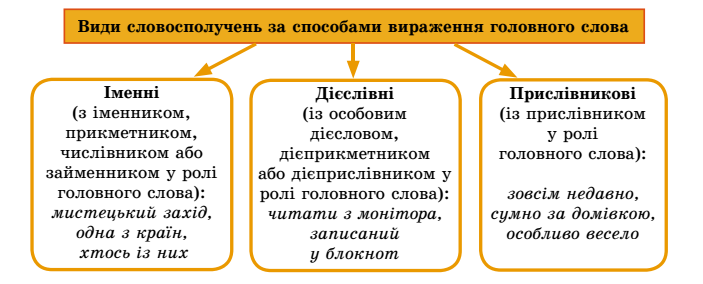 Види словосполучень за способами вираження головного слова
Іменні
(з іменником,
прикметником,
числівником або
займенником у ролі
головного слова):
мистецький захід,
одна з країн,
хтось із них
Дієслівні
(із особовим
дієсловом,
дієприкметником
або дієприслівником у
ролі головного слова):
читати з монітора,
записаний
у блокнот
Прислівникові
(із прислівником
у ролі
головного слова):
зовсім недавно,
сумно за домівкою,
особливо весело